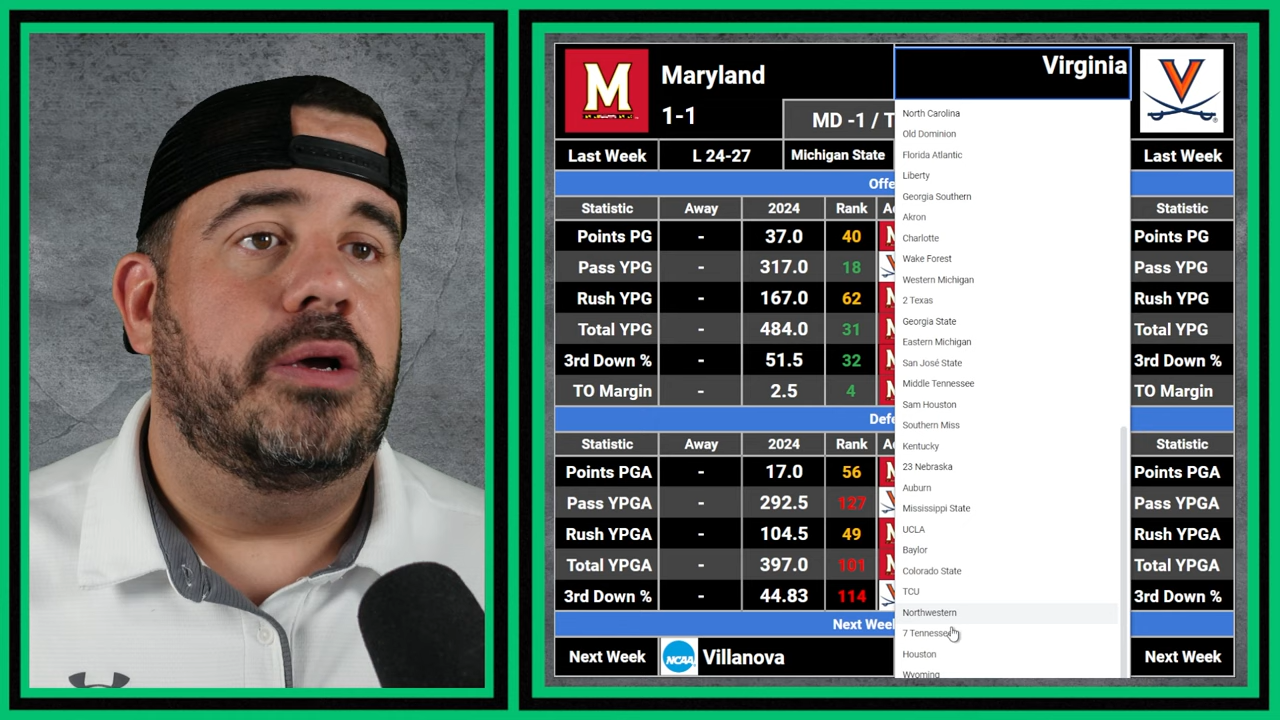 M
Maryland
1-1
MD -1 / T
Virginia
V
Last Week
L 24-27
Michigan State
Last Week
Offe
Statistic
Away
2024
Rank
A
Statistic
Points PG
-
37.0
40
Points PG
Pass YPG
-
317.0
18
Pass YPG
Rush YPG
-
167.0
62
Rush YPG
Total YPG
-
484.0
31
Total YPG
3rd Down %
-
51.5
32
3rd Down %
TO Margin
-
2.5
4
TO Margin
Defe
Statistic
Away
2024
Rank
A
Statistic
Points PGA
-
17.0
56
Points PGA
Pass YPGA
-
292.5
127
Pass YPGA
Rush YPGA
-
104.5
49
Rush YPGA
Total YPGA
-
397.0
101
Total YPGA
3rd Down %
-
44.83
114
3rd Down %
Next Wee
Next Week
NCAA
Villanova
Next Week
North Carolina
Old Dominion
Florida Atlantic
Liberty
Georgia Southern
Akron
Charlotte
Wake Forest
Western Michigan
2 Texas
Georgia State
Eastern Michigan
San José State
Middle Tennessee
Sam Houston
Southern Miss
Kentucky
23 Nebraska
Auburn
Mississippi State
UCLA
Baylor
Colorado State
TCU
Northwestern
7 Tennessee
Houston
Wyoming